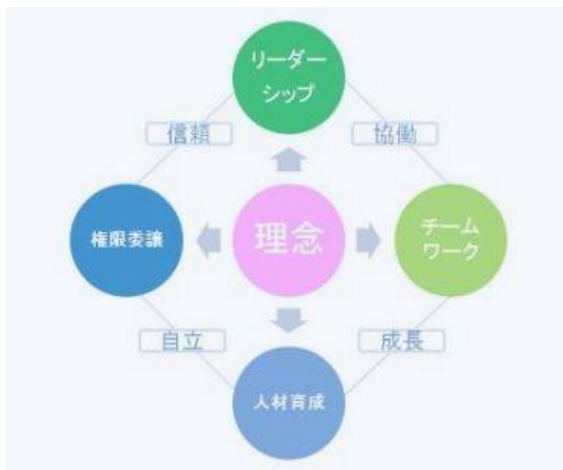 リーダー
シップ
信頼
協働
権限委譲
理念
チーム
ワーク
自立
成長
人材育成